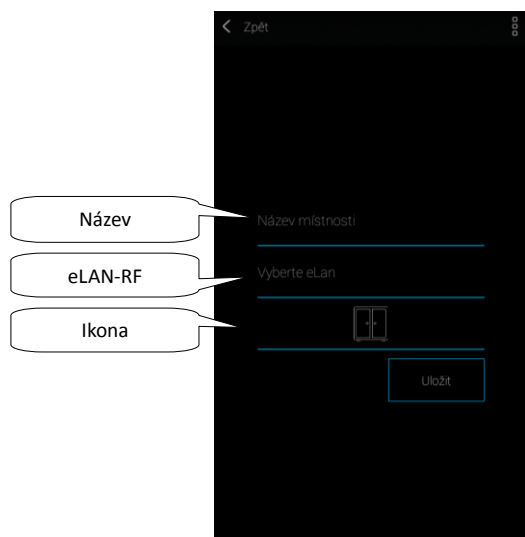 Zpět
Název
Název místnosti
eLAN-RF
Vyberte eLan
Ikona
Uložit